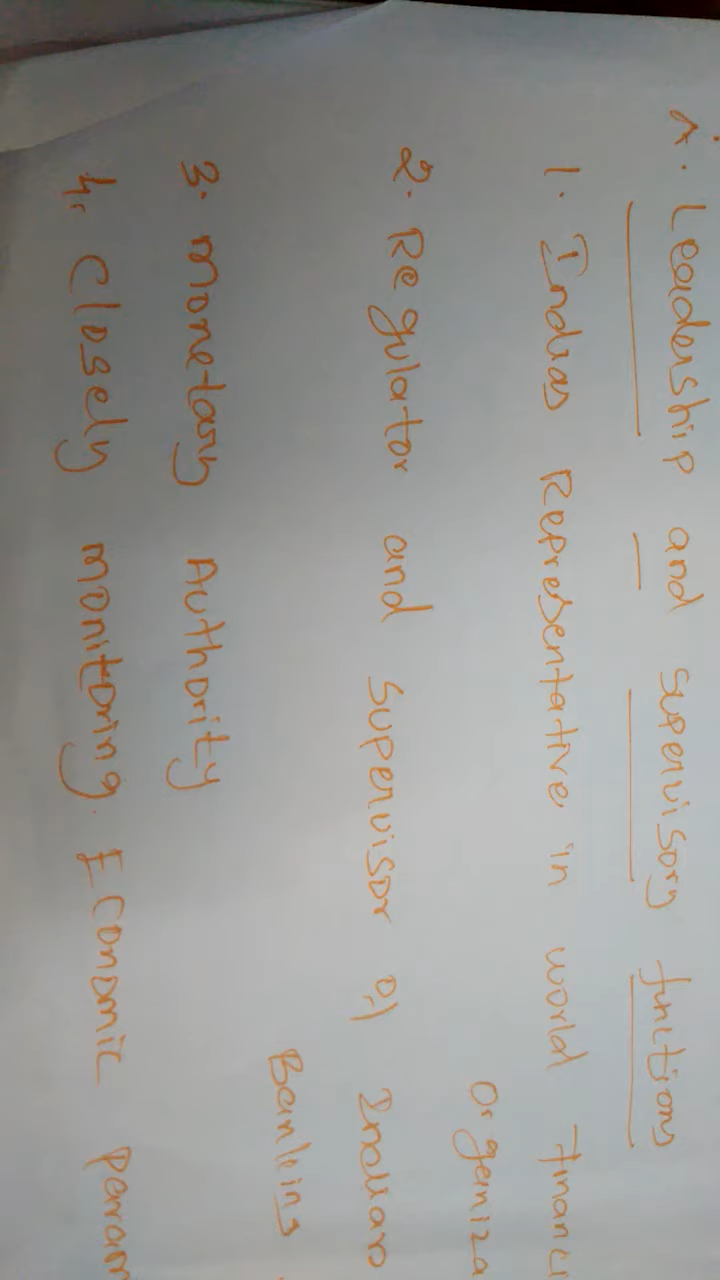 A. Leadership and supervisory functions
1. Indias Representative in world Financi
Organiza
2. Regulator and Supervisor of Indian
Banking
3. Monetary Authority
4. Closely monitoring Economic param